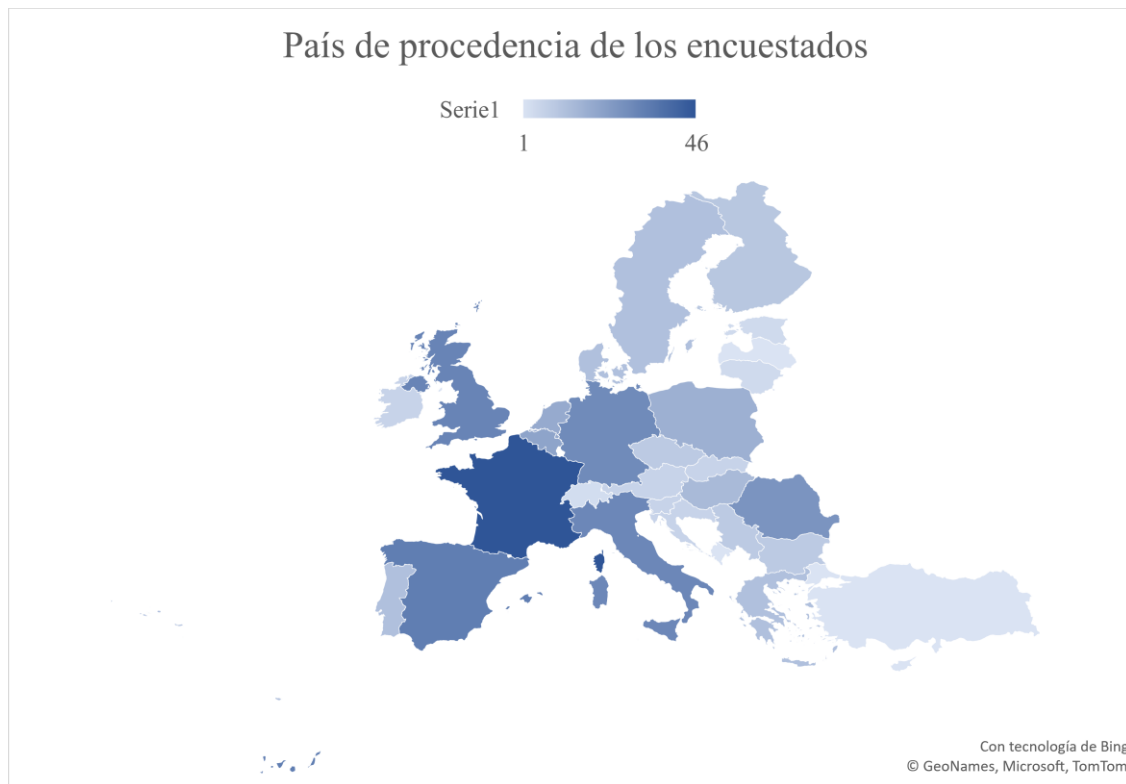 País de procedencia de los encuestados
Serie1
1 46
Con tecnología de Bing
© GeoNames, Microsoft, TomTom